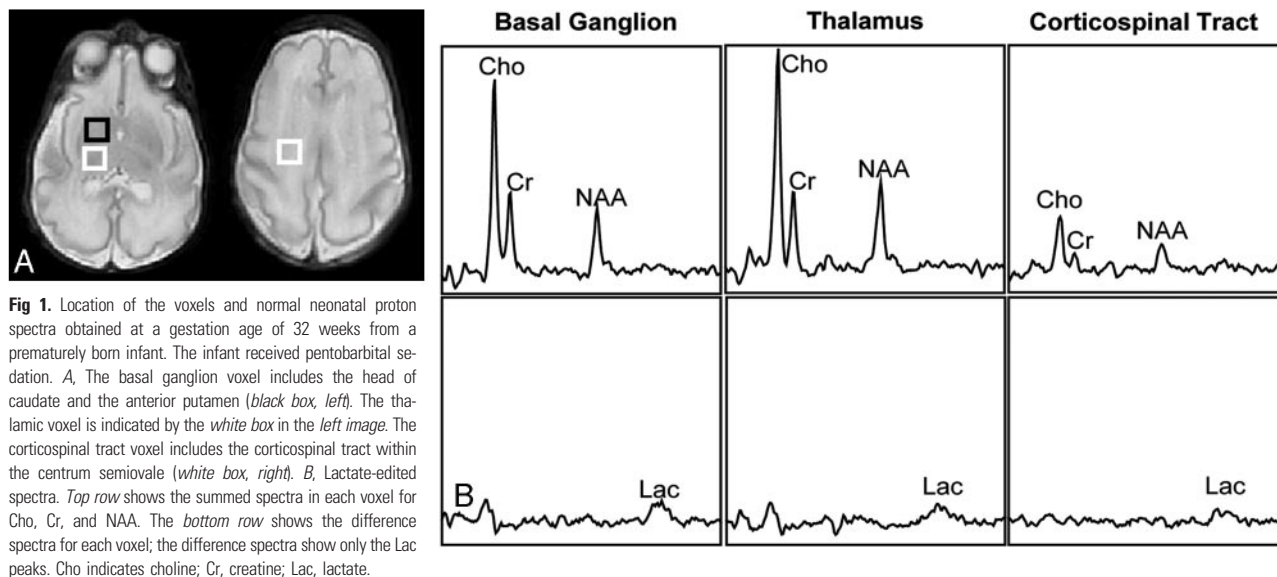 A
Fig 1. Location of the voxels and normal neonatal proton
spectra obtained at a gestation age of 32 weeks from a
prematurely born infant. The infant received pentobarbital se-
dation. A, The basal ganglion voxel includes the head of
caudate and the anterior putamen (black box, left). The tha-
lamic voxel is indicated by the white box in the left image. The
corticospinal tract voxel includes the corticospinal tract within
the centrum semiovale (white box, right). B, Lactate-edited
spectra. Top row shows the summed spectra in each voxel for
Cho, Cr, and NAA. The bottom row shows the difference
spectra for each voxel; the difference spectra show only the Lac
peaks. Cho indicates choline; Cr, creatine; Lac, lactate.
Basal Ganglion Thalamus Corticospinal Tract
Cho
Cr
NAA
Cho
Cr
NAA
Cho
Cr
NAA
B
Lac
Lac
Lac